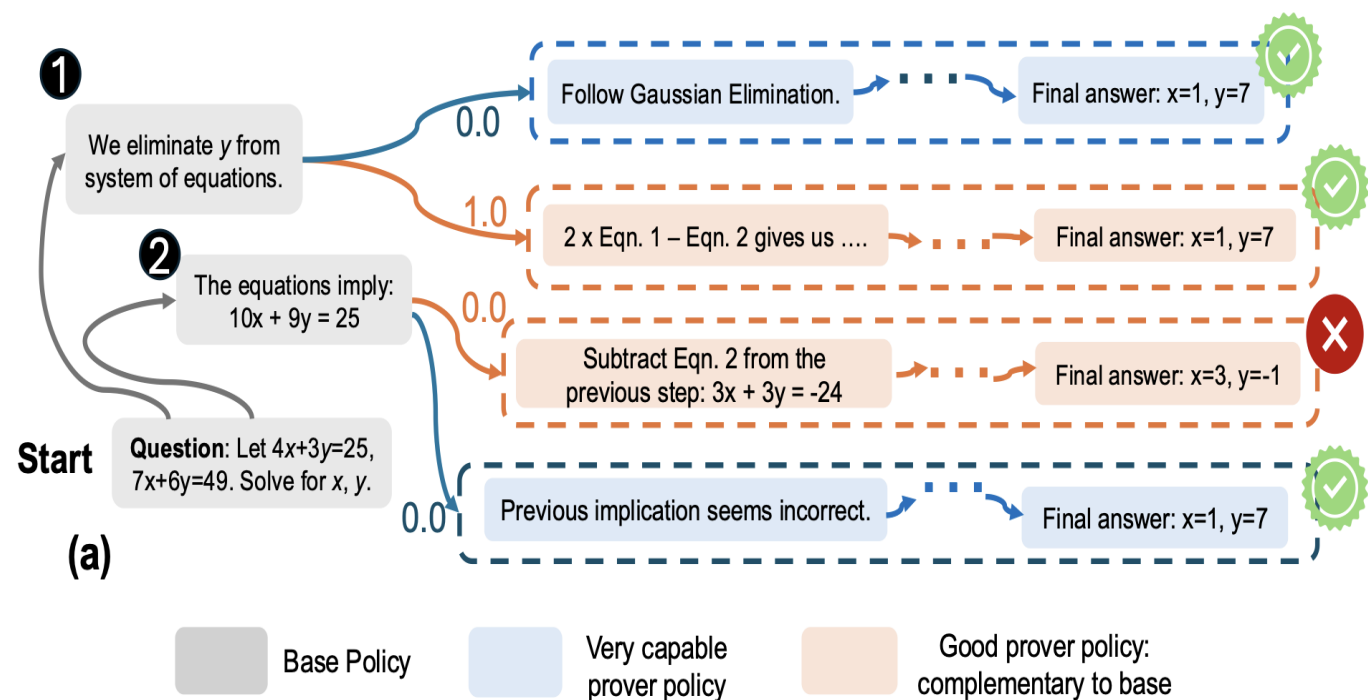 1
We eliminate y from
system of equations.
0.0
Follow Gaussian Elimination.
Final answer: x=1, y=7
1.0
2 x Eqn. 1 – Eqn. 2 gives us ….
Final answer: x=1, y=7
2
The equations imply:
10x + 9y = 25
0.0
Subtract Eqn. 2 from the
previous step: 3x + 3y = -24
Final answer: x=3, y=-1
Start
Question: Let 4x+3y=25,
7x+6y=49. Solve for x, y.
0.0
Previous implication seems incorrect.
Final answer: x=1, y=7
(a)
Base Policy
Very capable
prover policy
Good prover policy:
complementary to base